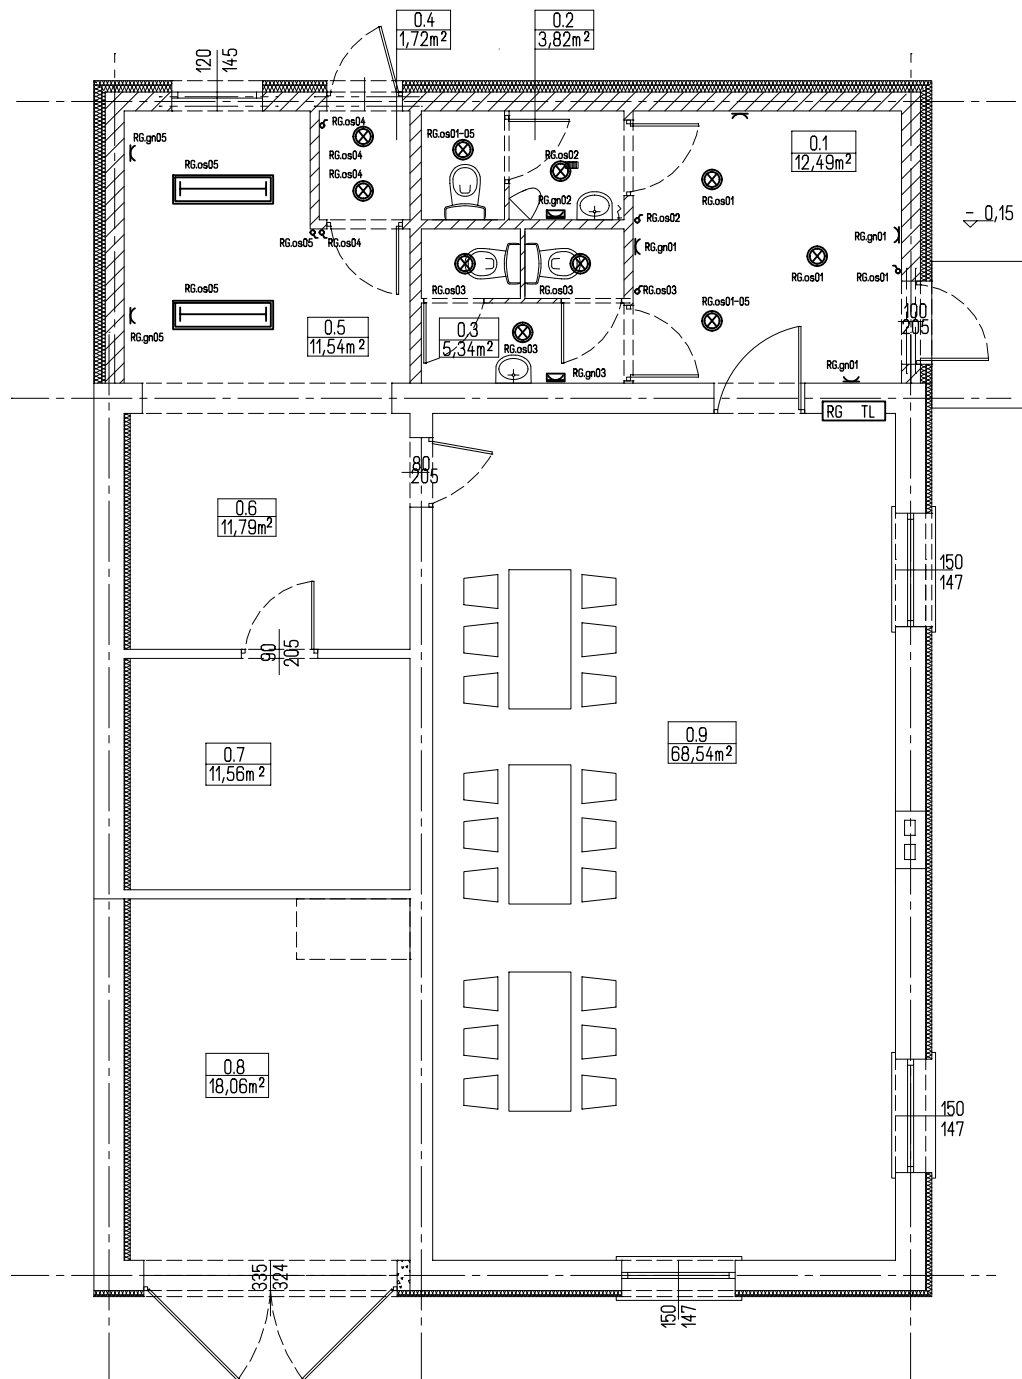 0.4
1,72m²
0.2
3,82m²
120
145
RG.os04
RG.gn05
RG.os04
RG.os01-05
RG.os02
0.1
12,49m²
RG.os05
RG.os04
RG.gn02
RG.os01
- 0,15
RG.os02
RG.gn01
RG.os05
RG.os04
RG.gn01
RG.os01
RG.os01
RG.os05
RG.os03
RG.os03
RG.os03
RG.os01-05
100
205
0.5
11,54m²
RG.gn05
0.3
5,34m²
RG.os03
RG.gn03
RG.gn01
RG TL
80
205
0.6
11,79m²
150
147
90
205
0.7
11,56m²
0.9
68,54m²
0.8
18,06m²
150
147
335
324
150
147